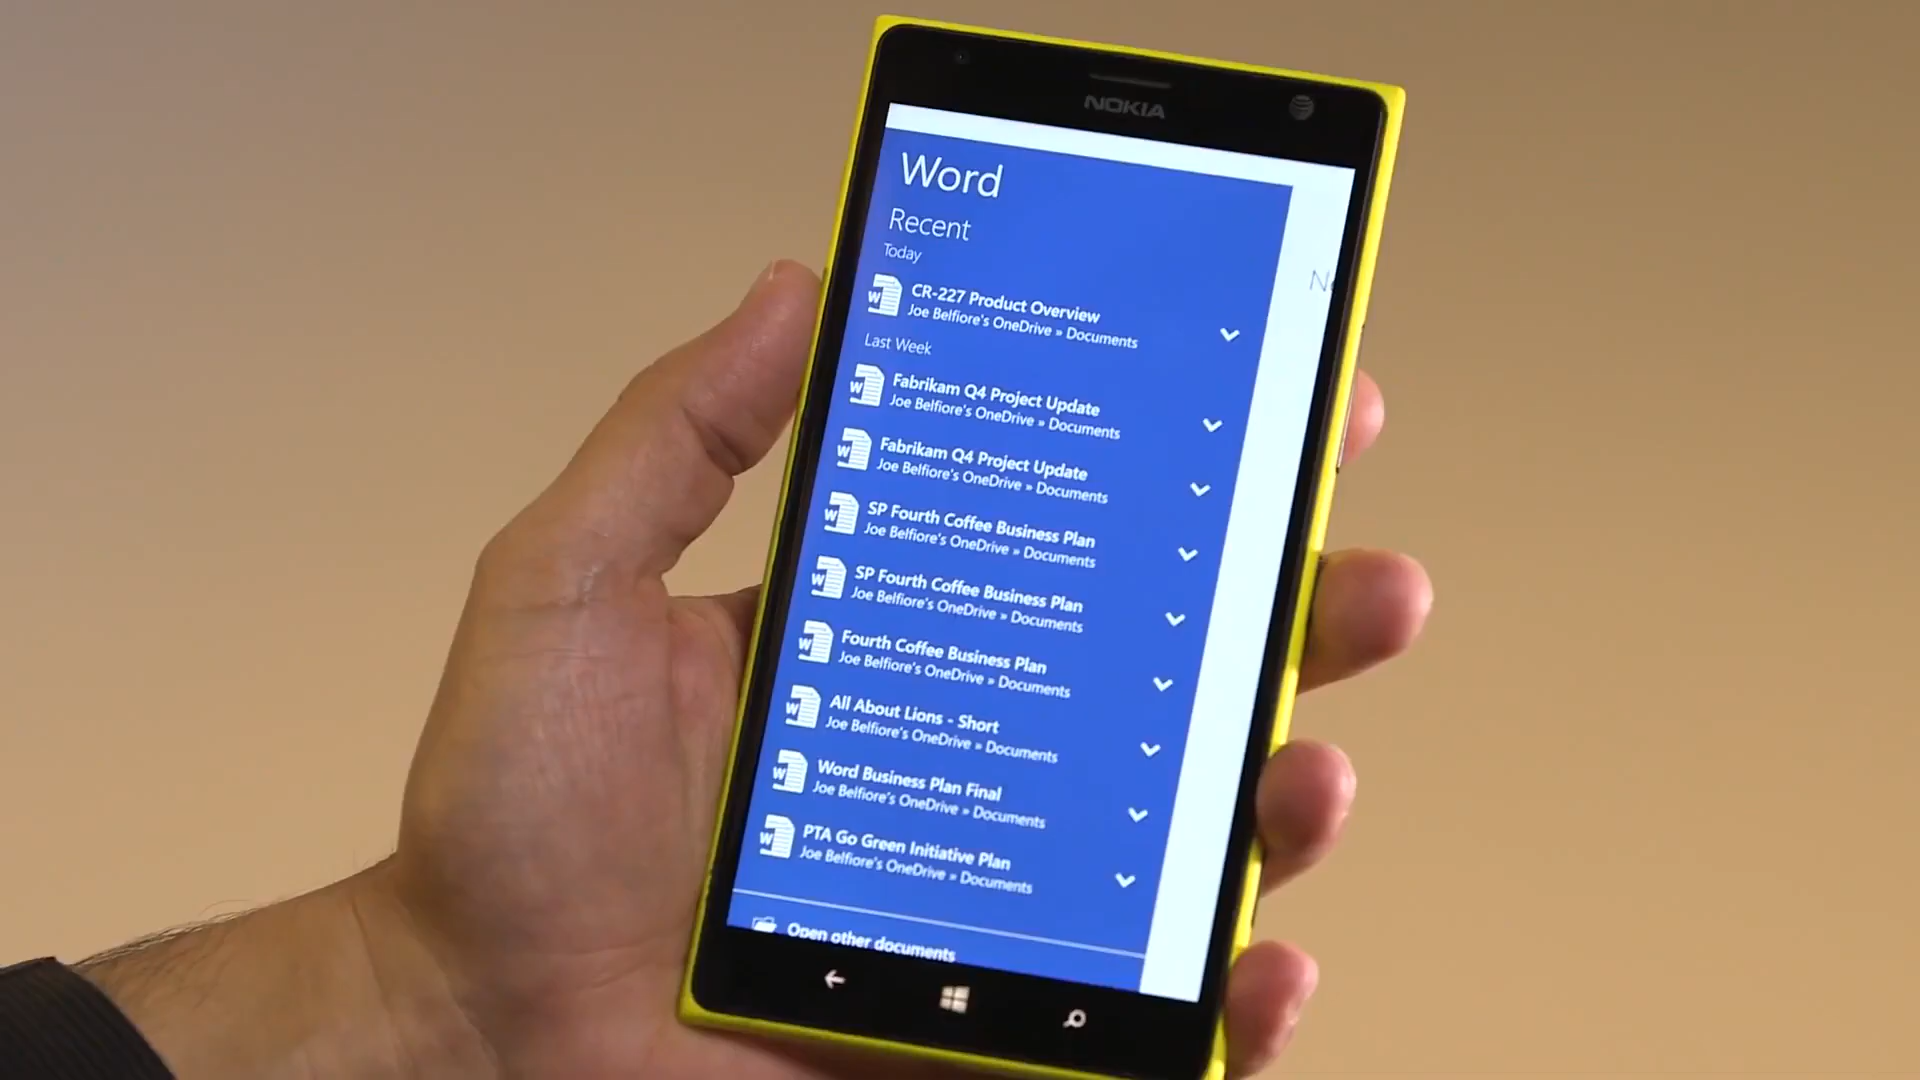 NOKIA
Word
Recent
Today
CR-227 Product Overview
Joe Belfiore's OneDrive » Documents
Last Week
Fabrikam Q4 Project Update
Joe Belfiore's OneDrive » Documents
Fabrikam Q4 Project Update
Joe Belfiore's OneDrive » Documents
SP Fourth Coffee Business Plan
Joe Belfiore's OneDrive » Documents
SP Fourth Coffee Business Plan
Joe Belfiore's OneDrive » Documents
Fourth Coffee Business Plan
Joe Belfiore's OneDrive » Documents
All About Lions - Short
Joe Belfiore's OneDrive » Documents
Word Business Plan Final
Joe Belfiore's OneDrive » Documents
PTA Go Green Initiative Plan
Joe Belfiore's OneDrive » Documents
Open other documents